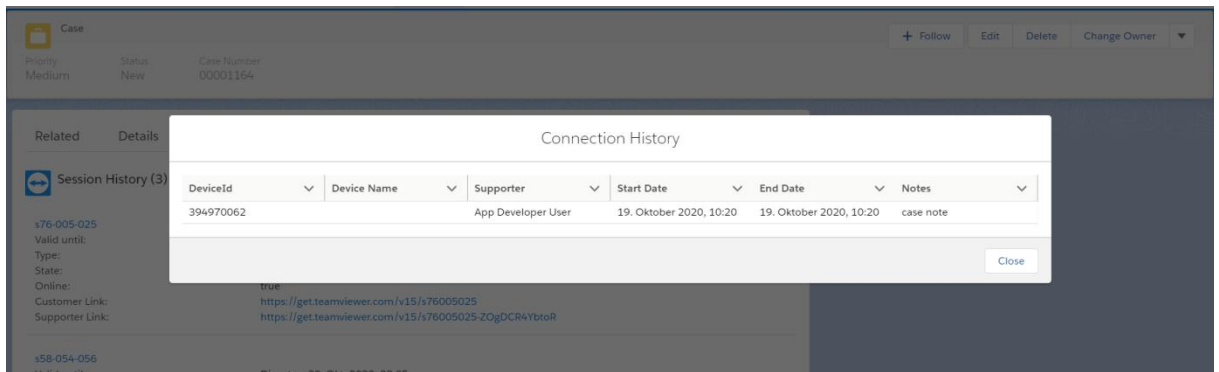 Case
+ Follow Edit Delete Change Owner
Priority Status Case Number
Medium New 00001164
Related Details
Connection History
Session History (3)
DeviceId Device Name Supporter Start Date End Date Notes
394970062 App Developer User 19. Oktober 2020, 10:20 19. Oktober 2020, 10:20 case note
s76-005-025
Valid until:
Type:
State:
Close
Online: true
Customer Link: https://get.teamviewer.com/v15/s76005025
Supporter Link: https://get.teamviewer.com/v15/s76005025-ZOgDCR4YbtoR
s58-054-056